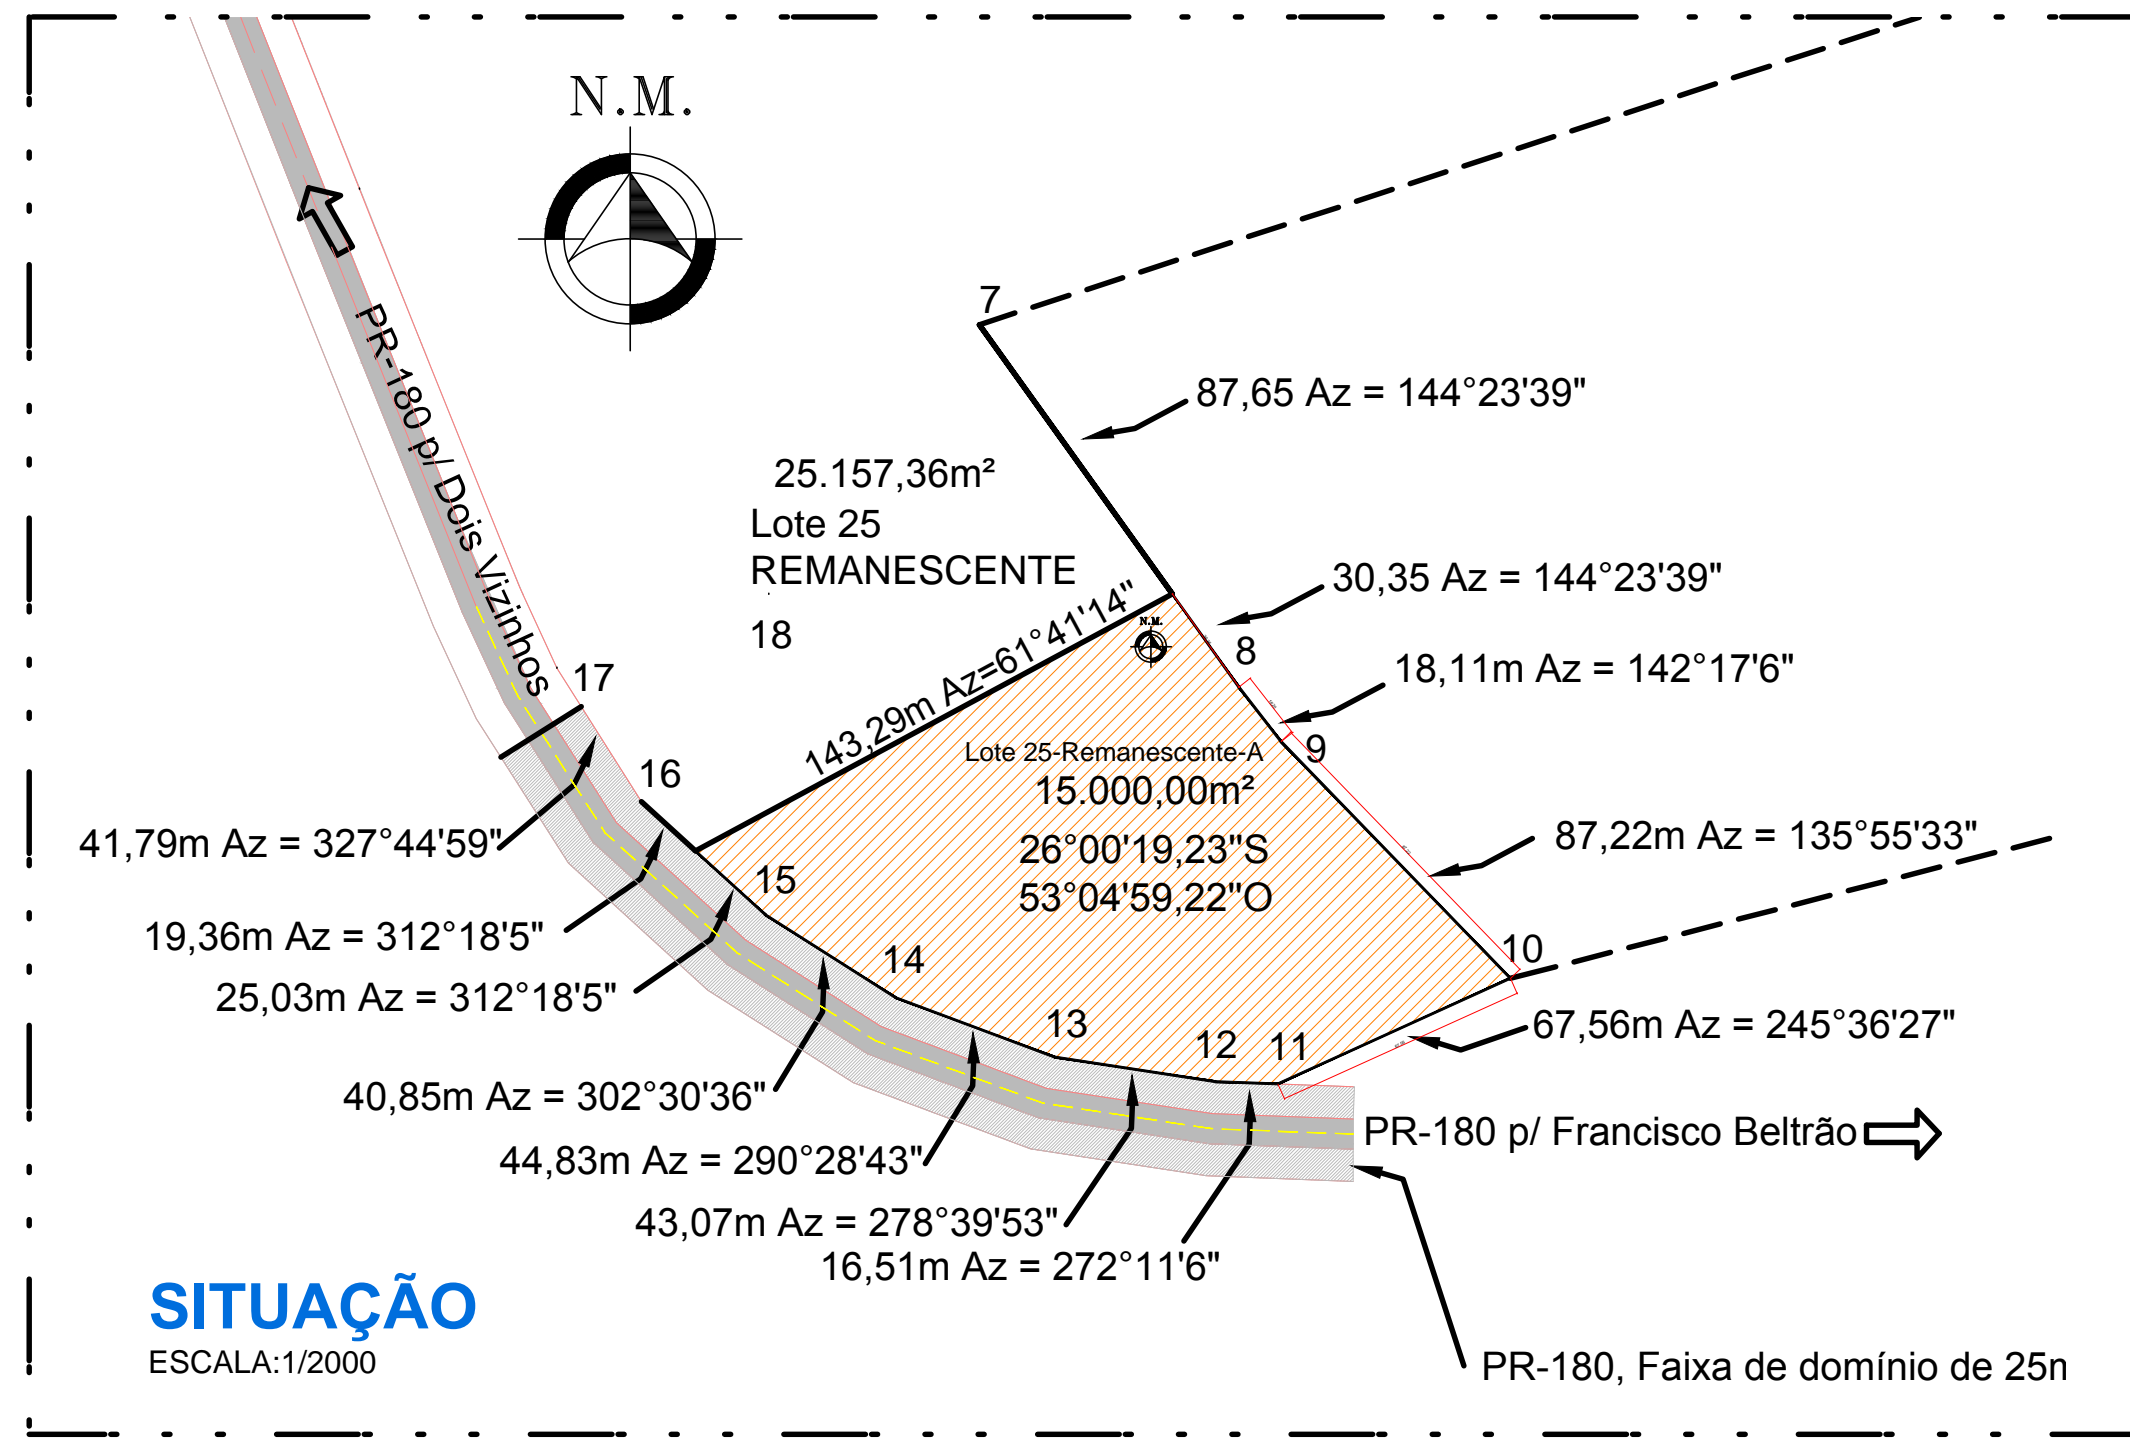 N.M.
7
87,65 Az = 144°23'39"
PR-180 p/ Dois Vizinhos
25.157,36m²
Lote 25
REMANESCENTE
18
30,35 Az = 144°23'39"
143,29m Az=61°41'14"
N.M.
8
18,11m Az = 142°17'6"
17
9
16
Lote 25-Remanescente-A
15.000,00m²
26°00'19,23"S
53°04'59,22"O
41,79m Az = 327°44'59"
87,22m Az = 135°55'33"
15
19,36m Az = 312°18'5"
14
10
25,03m Az = 312°18'5"
13
12
11
67,56m Az = 245°36'27"
40,85m Az = 302°30'36"
PR-180 p/ Francisco Beltrão
44,83m Az = 290°28'43"
43,07m Az = 278°39'53"
16,51m Az = 272°11'6"
SITUAÇÃO
ESCALA:1/2000
PR-180, Faixa de domínio de 25m